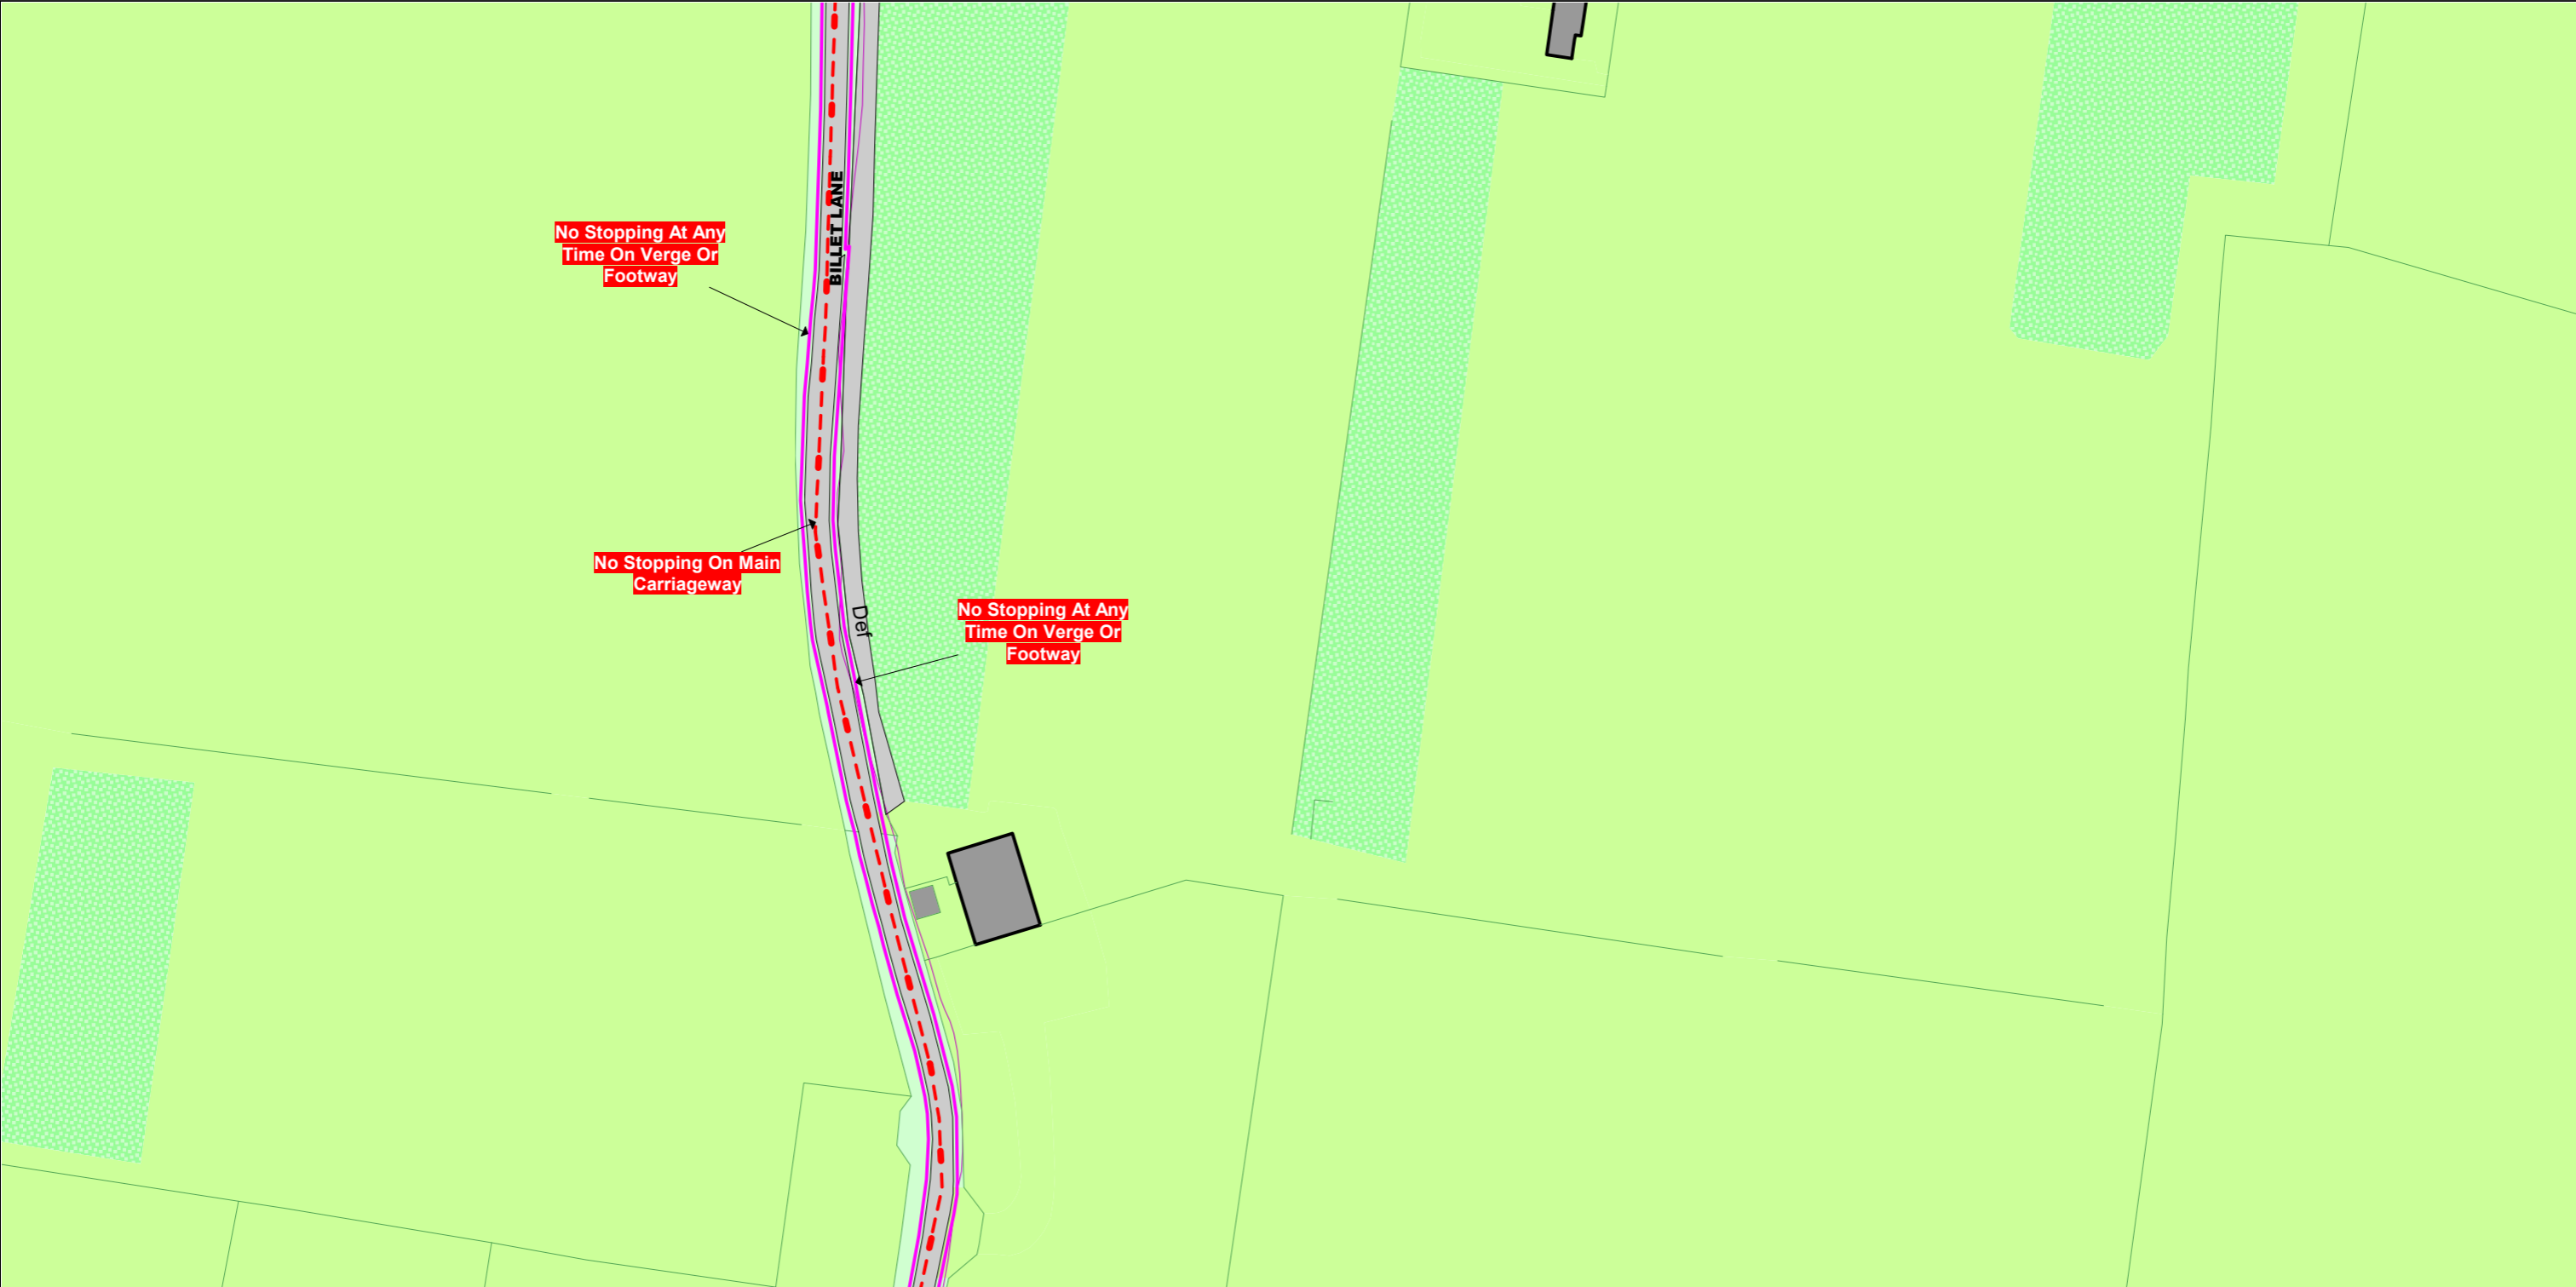 BILLET LANE
No Stopping At Any
Time On Verge Or
Footway
No Stopping On Main
Carriageway
Def
No Stopping At Any
Time On Verge Or
Footway